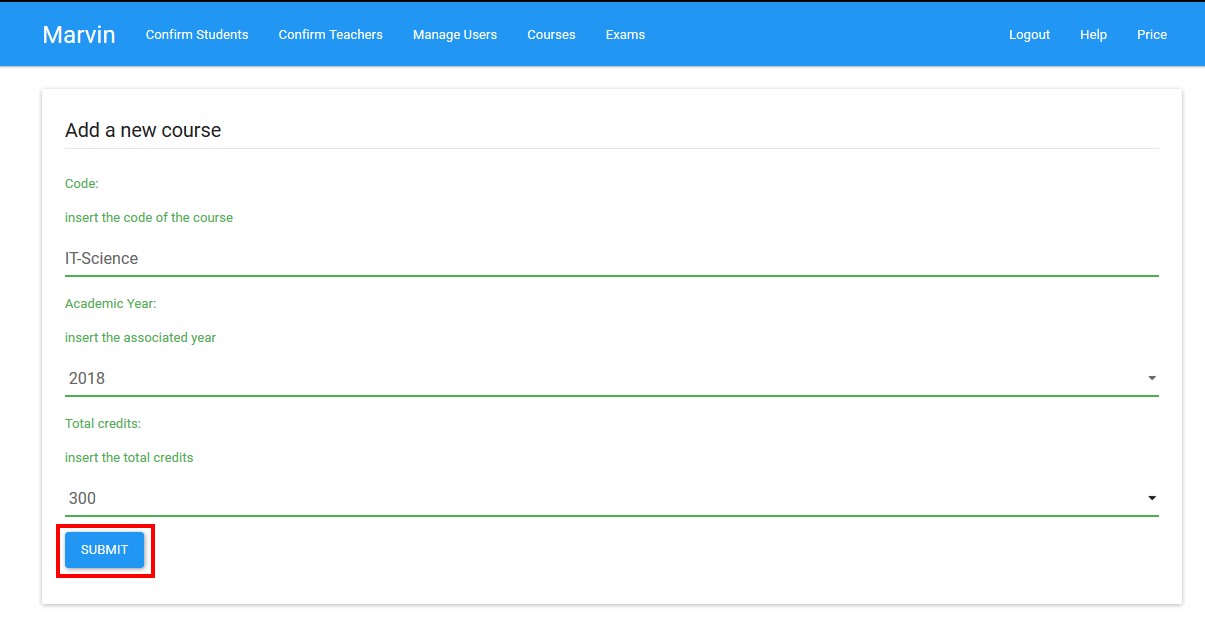 Marvin Confirm Students Confirm Teachers Manage Users Courses Exams Logout Help Price
Add a new course
Code:
insert the code of the course
IT-Science
Academic Year:
insert the associated year
2018
Total credits:
insert the total credits
300
SUBMIT